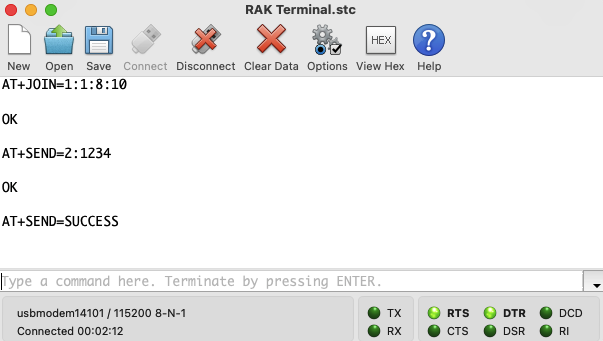 RAK Terminal.stc
New Open Save Connect Disconnect Clear Data Options HEX View Hex ? Help
AT+JOIN=1:1:8:10
OK
AT+SEND=2:1234
OK
AT+SEND=SUCCESS
Type a command here. Terminate by pressing ENTER.
usbmodem14101 / 115200 8-N-1 TX RTS DTR DCD
Connected 00:02:12 RX CTS DSR RI